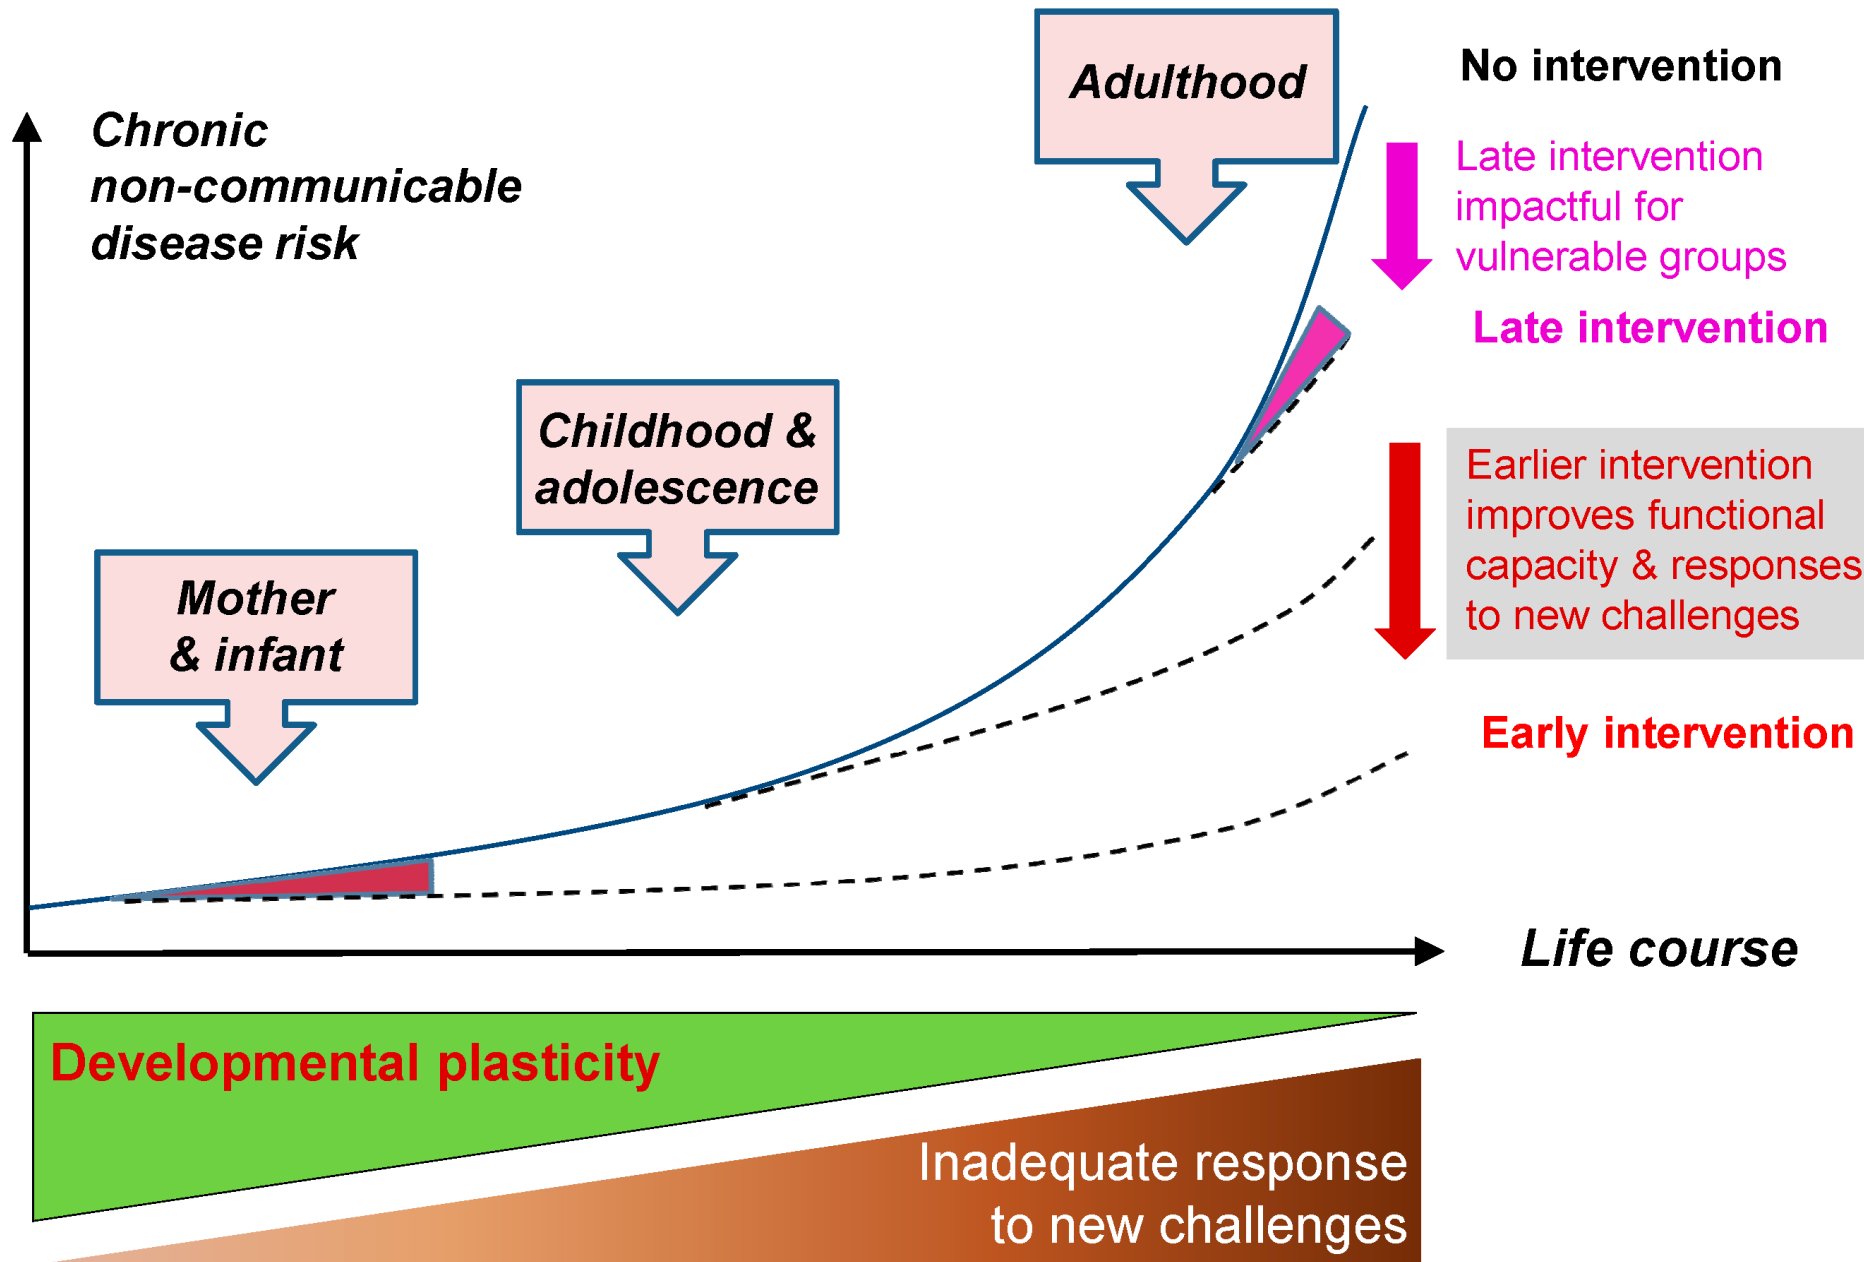 Chronic
non-communicable
disease risk
Mother
& infant
Childhood &
adolescence
Adulthood
No intervention
Late intervention
impactful for
vulnerable groups
Late intervention
Earlier intervention
improves functional
capacity & responses
to new challenges
Early intervention
Life course
Developmental plasticity
Inadequate response
to new challenges